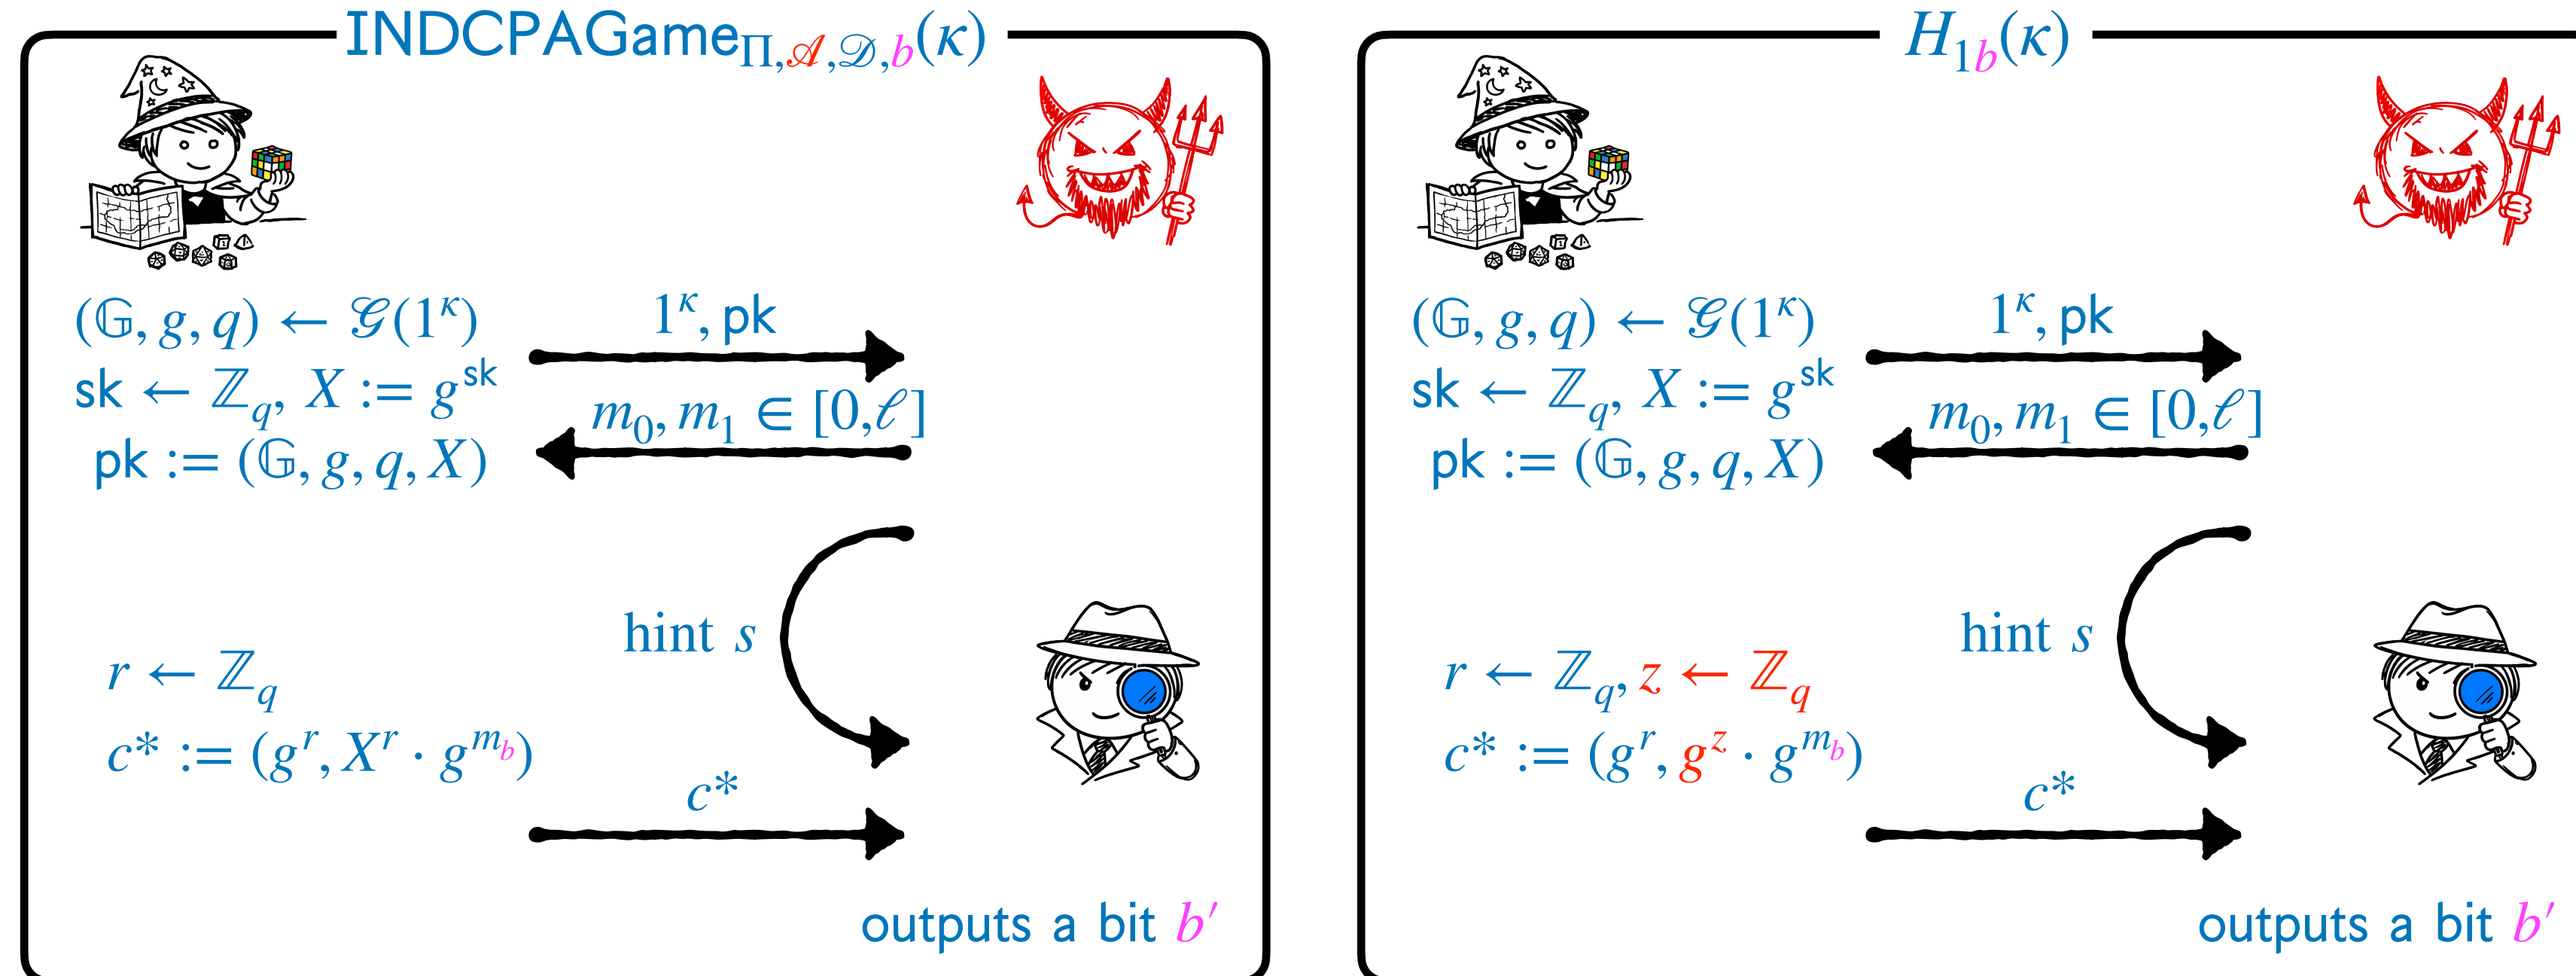 INDCPAGame_{Π,𝒜,𝒟,b}(κ)
(𝔾, g, q) ← 𝒢(1^κ)
1^κ, pk
sk ← ℤ_q, X := g^sk
m_0, m_1 ∈ [0,ℓ]
pk := (𝔾, g, q, X)
hint s
r ← ℤ_q
c* := (g^r, X^r · g^{m_b})
c*
outputs a bit b′
H_{1b}(κ)
(𝔾, g, q) ← 𝒢(1^κ)
1^κ, pk
sk ← ℤ_q, X := g^sk
m_0, m_1 ∈ [0,ℓ]
pk := (𝔾, g, q, X)
hint s
r ← ℤ_q, z ← ℤ_q
c* := (g^r, g^z · g^{m_b})
c*
outputs a bit b′